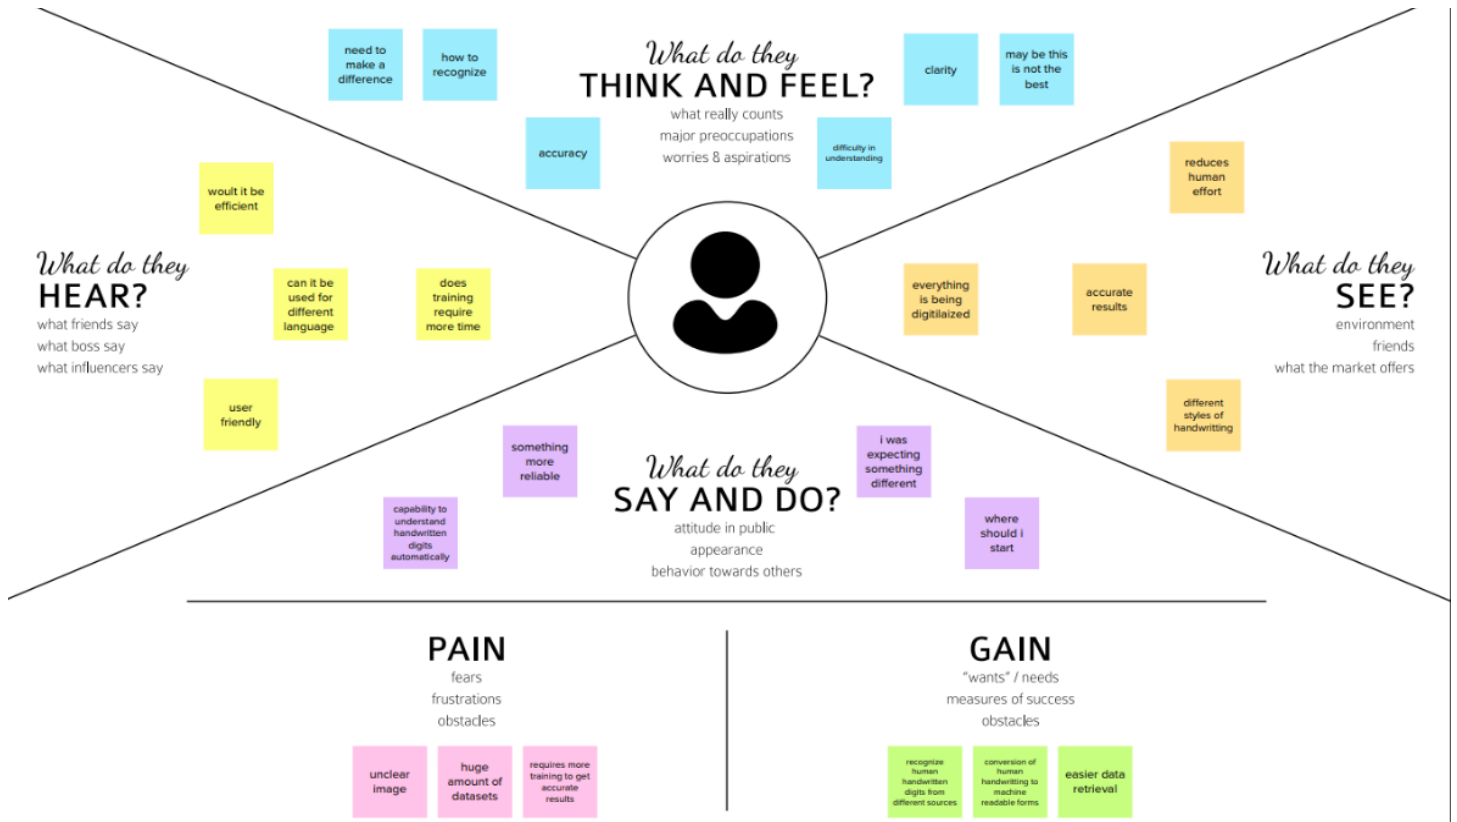 need to
make a
difference
how to
recognize
accuracy
What do they
THINK AND FEEL?
what really counts
major preoccupations
worries & aspirations
clarity
may be this
is not the
best
difficulty in
understanding
woult it be
efficient
can it be
used for
different
language
does
training
require
more time
user
friendly
What do they
HEAR?
what friends say
what boss say
what influencers say
reduces
human
effort
everything
is being
digitilaized
accurate
results
different
styles of
handwritting
What do they
SEE?
environment
friends
what the market offers
something
more
reliable
capability to
understand
handwritten
digits
automatically
What do they
SAY AND DO?
attitude in public
appearance
behavior towards others
i was
expecting
something
different
where
should i
start
PAIN
fears
frustrations
obstacles
unclear
image
huge
amount of
datasets
requires more
training to get
accurate
results
GAIN
"wants" / needs
measures of success
obstacles
recognize
human
handwritten
digits from
different sources
conversion of
human
handwritting to
machine
readable forms
easier data
retrieval